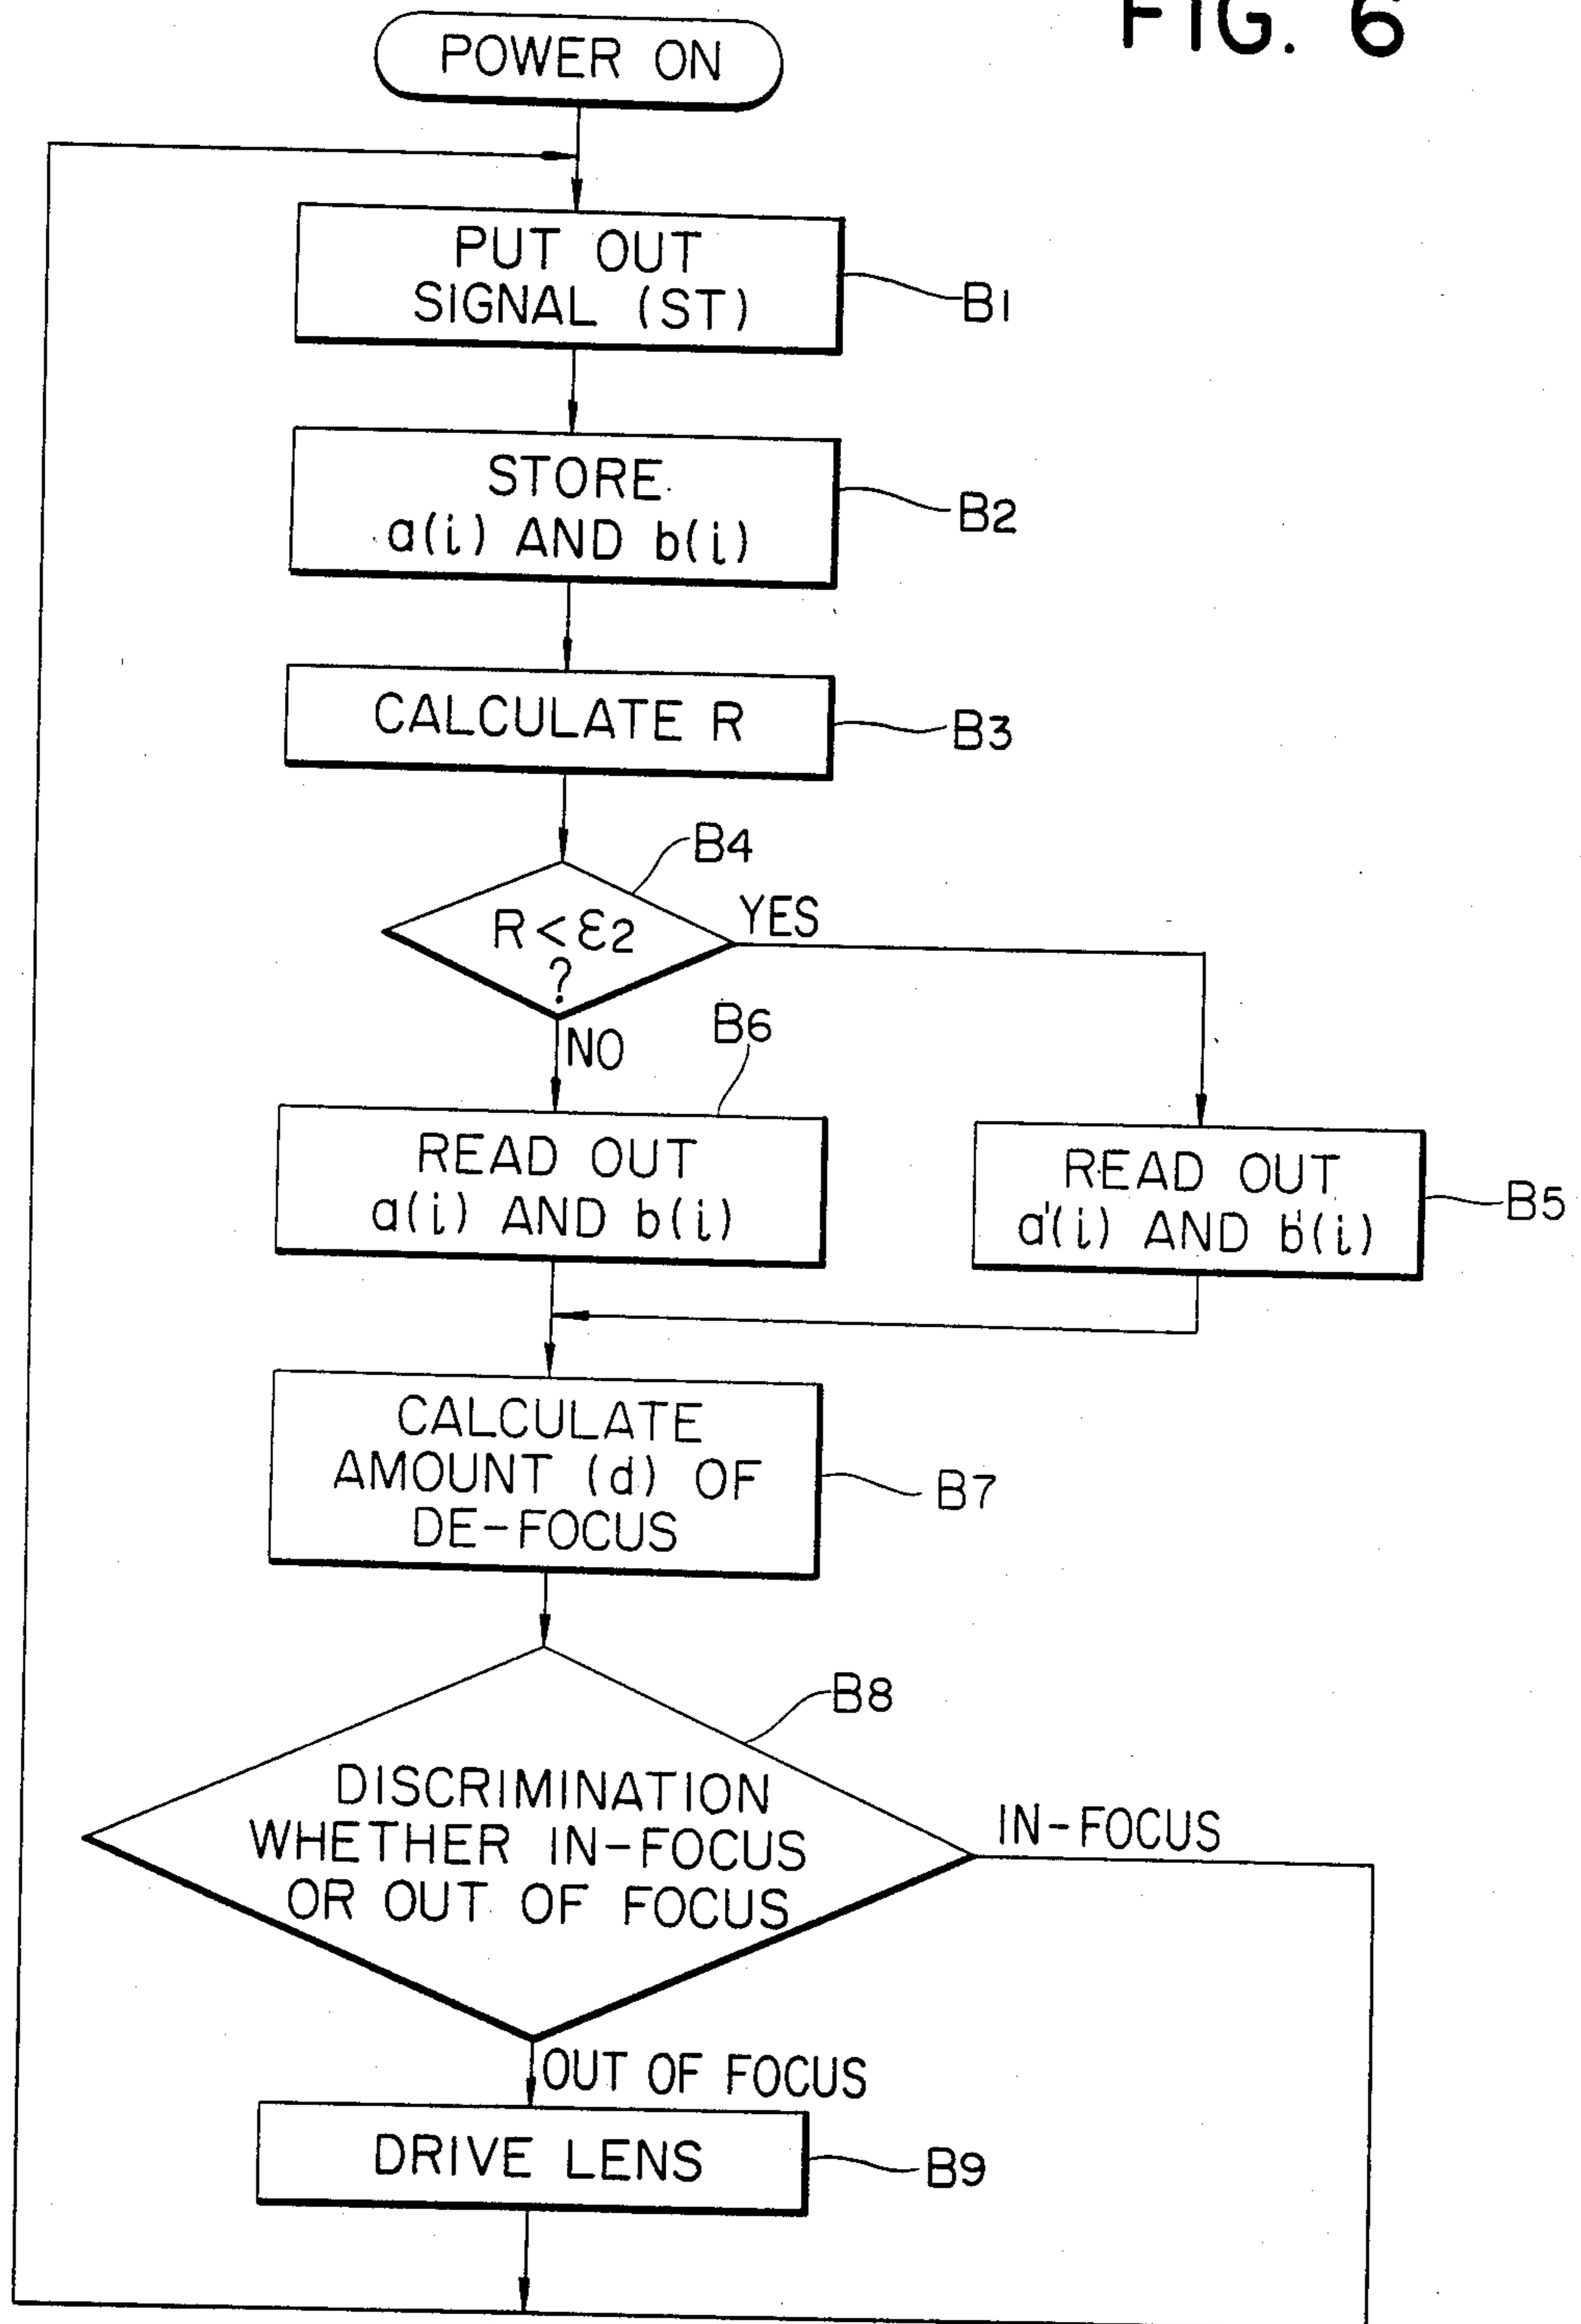 FIG. 6
POWER ON
PUT OUT
SIGNAL (ST)
B1
STORE
a(i) AND b(i)
B2
CALCULATE R
B3
B4
R<ε2
?
YES
NO
B6
READ OUT
a(i) AND b(i)
READ OUT
a'(i) AND b'(i)
B5
CALCULATE
AMOUNT (d) OF
DE-FOCUS
B7
B8
DISCRIMINATION
WHETHER IN-FOCUS
OR OUT OF FOCUS
IN-FOCUS
OUT OF FOCUS
DRIVE LENS
B9